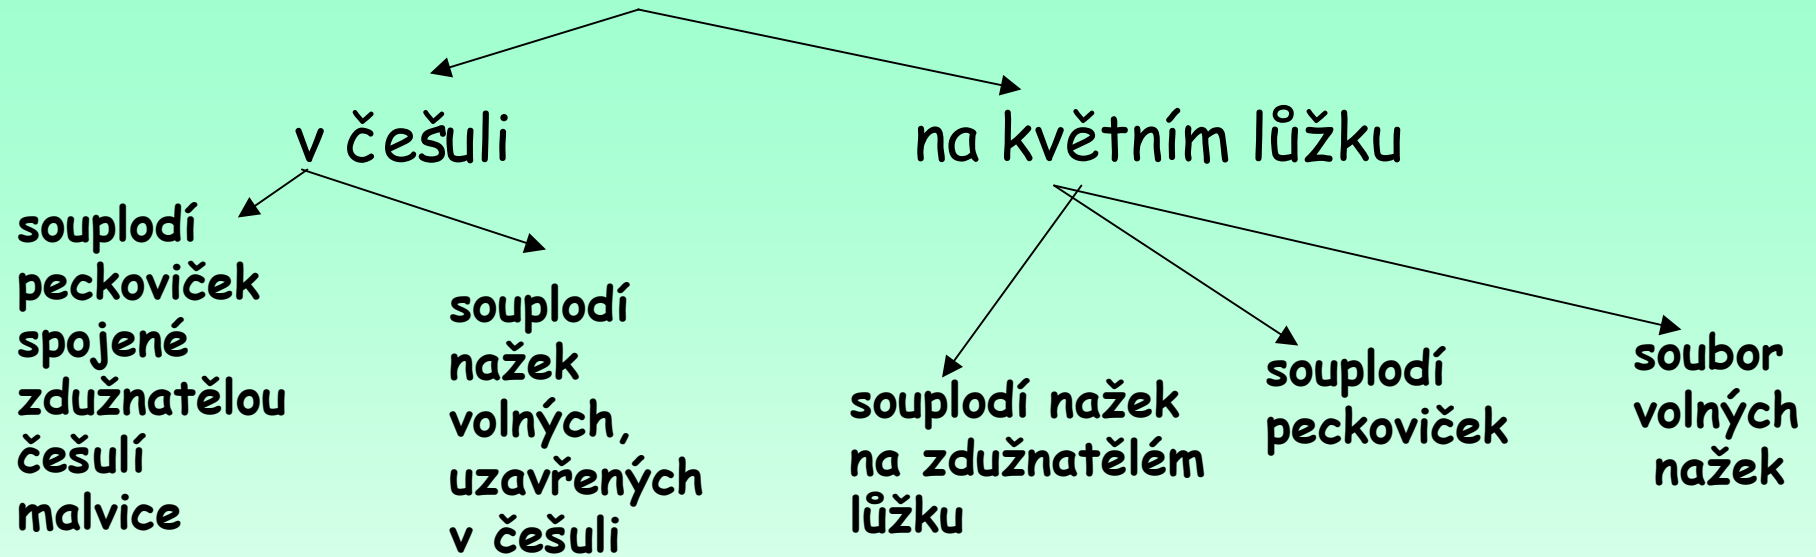 v češuli
na květním lůžku
souplodí
peckoviček
spojené
zdužnatělou
češulí
malvice
souplodí
nažek
volných,
uzavřených
v češuli
souplodí nažek
na zdužnatělém
lůžku
souplodí
peckoviček
soubor
volných
nažek